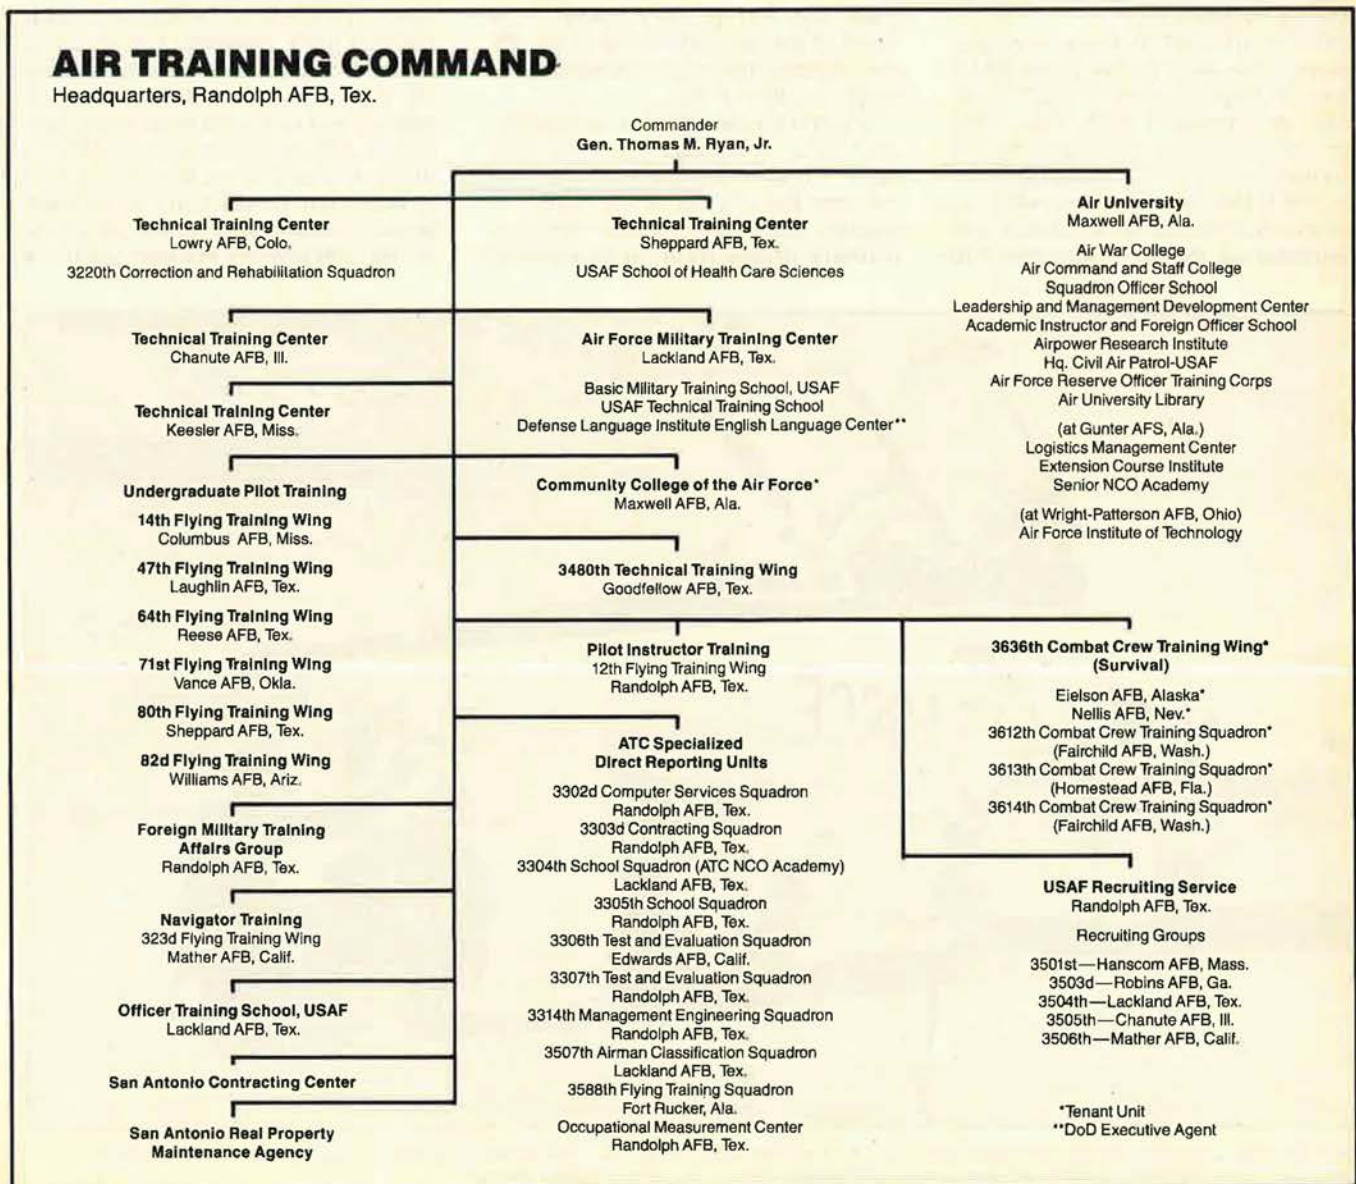 AIR TRAINING COMMAND
Headquarters, Randolph AFB, Tex.
Commander
Gen. Thomas M. Ryan, Jr.
Technical Training Center
Lowry AFB, Colo.
3220th Correction and Rehabilitation Squadron
Technical Training Center
Sheppard AFB, Tex.
USAF School of Health Care Sciences
Air University
Maxwell AFB, Ala.
Air War College
Air Command and Staff College
Squadron Officer School
Leadership and Management Development Center
Academic Instructor and Foreign Officer School
Airpower Research Institute
Hq. Civil Air Patrol-USAF
Air Force Reserve Officer Training Corps
Air University Library
(at Gunter AFS, Ala.)
Logistics Management Center
Extension Course Institute
Senior NCO Academy
(at Wright-Patterson AFB, Ohio)
Air Force Institute of Technology
Technical Training Center
Chanute AFB, Ill.
Air Force Military Training Center
Lackland AFB, Tex.
Basic Military Training School, USAF
USAF Technical Training School
Defense Language Institute English Language Center**
Technical Training Center
Keesler AFB, Miss.
Undergraduate Pilot Training
14th Flying Training Wing
Columbus AFB, Miss.
47th Flying Training Wing
Laughlin AFB, Tex.
64th Flying Training Wing
Reese AFB, Tex.
71st Flying Training Wing
Vance AFB, Okla.
80th Flying Training Wing
Sheppard AFB, Tex.
82d Flying Training Wing
Williams AFB, Ariz.
Community College of the Air Force*
Maxwell AFB, Ala.
3480th Technical Training Wing
Goodfellow AFB, Tex.
Pilot Instructor Training
12th Flying Training Wing
Randolph AFB, Tex.
3636th Combat Crew Training Wing*
(Survival)
Eielson AFB, Alaska*
Nellis AFB, Nev.*
3612th Combat Crew Training Squadron*
(Fairchild AFB, Wash.)
3613th Combat Crew Training Squadron*
(Homestead AFB, Fla.)
3614th Combat Crew Training Squadron*
(Fairchild AFB, Wash.)
ATC Specialized
Direct Reporting Units
3302d Computer Services Squadron
Randolph AFB, Tex.
3303d Contracting Squadron
Randolph AFB, Tex.
3304th School Squadron (ATC NCO Academy)
Lackland AFB, Tex.
3305th School Squadron
Randolph AFB, Tex.
3306th Test and Evaluation Squadron
Edwards AFB, Calif.
3307th Test and Evaluation Squadron
Randolph AFB, Tex.
3314th Management Engineering Squadron
Randolph AFB, Tex.
3507th Airman Classification Squadron
Lackland AFB, Tex.
3588th Flying Training Squadron
Fort Rucker, Ala.
Occupational Measurement Center
Randolph AFB, Tex.
Foreign Military Training
Affairs Group
Randolph AFB, Tex.
Navigator Training
323d Flying Training Wing
Mather AFB, Calif.
Officer Training School, USAF
Lackland AFB, Tex.
San Antonio Contracting Center
San Antonio Real Property
Maintenance Agency
USAF Recruiting Service
Randolph AFB, Tex.
Recruiting Groups
3501st—Hanscom AFB, Mass.
3503d—Robins AFB, Ga.
3504th—Lackland AFB, Tex.
3505th—Chanute AFB, Ill.
3506th—Mather AFB, Calif.
*Tenant Unit
**DoD Executive Agent